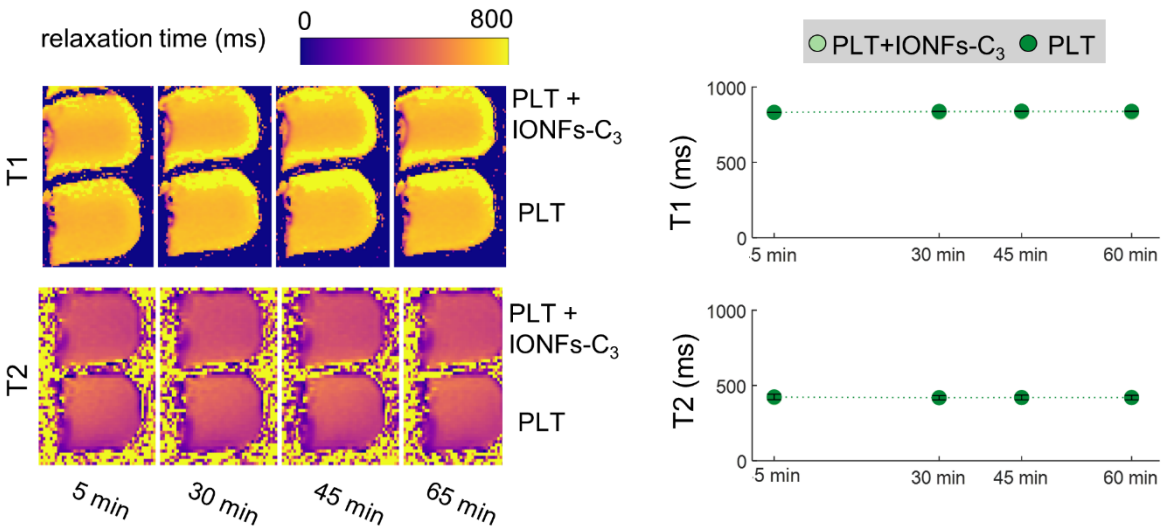 relaxation time (ms)
0 800
T1
PLT +
IONFs-C₃
PLT
T2
PLT +
IONFs-C₃
PLT
5 min 30 min 45 min 65 min
PLT+IONFs-C₃ PLT
T1 (ms)
1000
500
0
5 min 30 min 45 min 60 min
T2 (ms)
1000
500
0
5 min 30 min 45 min 60 min